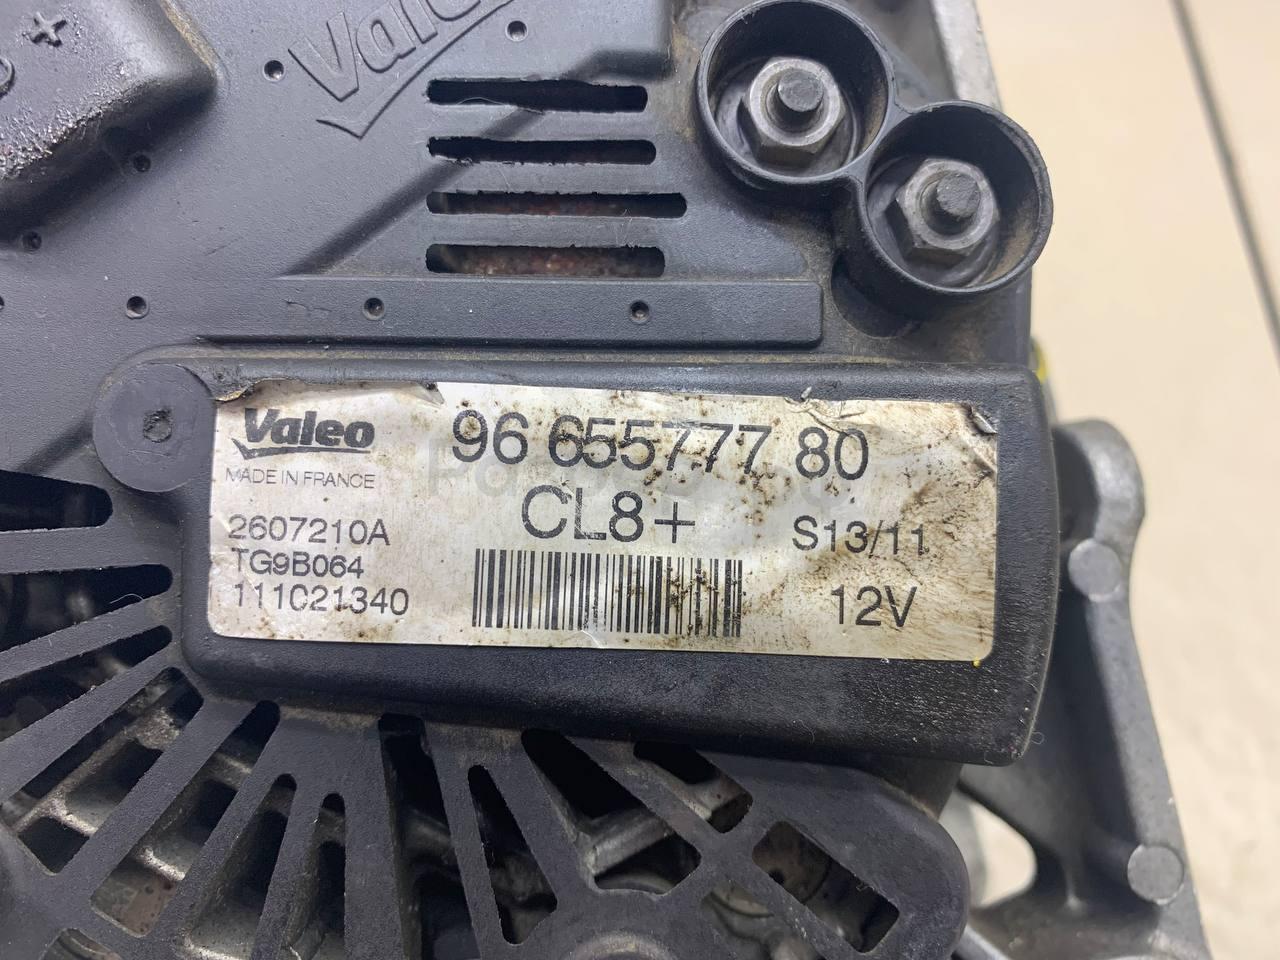 Valeo
Valeo
96 655777 80
MADE IN FRANCE
CL8+
2607210A
S13/11
TG9B064
111021340
12V